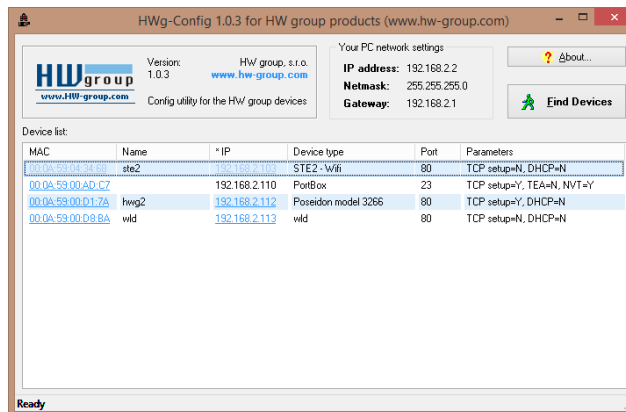 HWg-Config 1.0.3 for HW group products (www.hw-group.com)
HWgroup
www.HW-group.com
Version: HW group, s.r.o.
1.0.3 www.hw-group.com
Config utility for the HW group devices
Your PC network settings
IP address: 192.168.2.2
Netmask: 255.255.255.0
Gateway: 192.168.2.1
? About...
Find Devices
Device list:
MAC Name * IP Device type Port Parameters
00:0A:59:04:34:68 ste2 192.168.2.103 STE2 - Wifi 80 TCP setup=N, DHCP=N
00:0A:59:00:AD:C7 192.168.2.110 PortBox 23 TCP setup=Y, TEA=N, NVT=Y
00:0A:59:00:D1:7A hwg2 192.168.2.112 Poseidon model 3266 80 TCP setup=Y, DHCP=N
00:0A:59:00:D8:BA wld 192.168.2.113 wld 80 TCP setup=N, DHCP=N
Ready